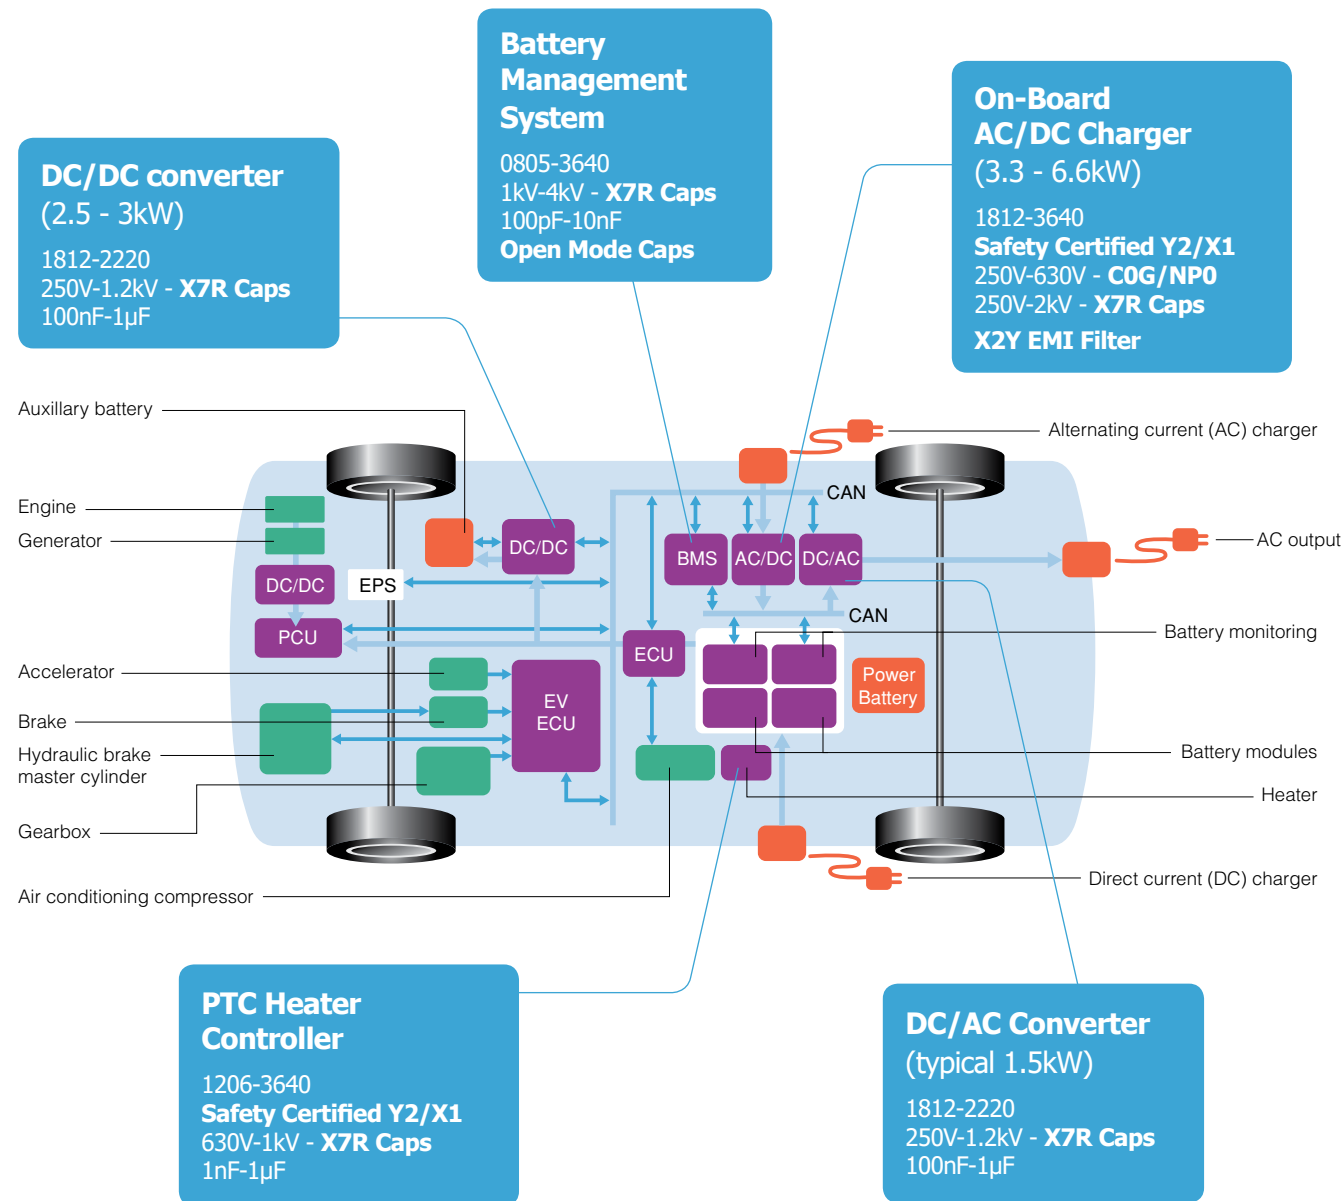 Battery
Management
System
0805-3640
1kV-4kV - X7R Caps
100pF-10nF
Open Mode Caps
On-Board
AC/DC Charger
(3.3 - 6.6kW)
1812-3640
Safety Certified Y2/X1
250V-630V - C0G/NP0
250V-2kV - X7R Caps
X2Y EMI Filter
DC/DC converter
(2.5 - 3kW)
1812-2220
250V-1.2kV - X7R Caps
100nF-1µF
Auxillary battery
Alternating current (AC) charger
Engine
CAN
Generator
DC/DC
BMS
AC/DC
DC/AC
AC output
DC/DC
EPS
CAN
PCU
ECU
Battery monitoring
Accelerator
Power
Battery
EV
ECU
Brake
Hydraulic brake
master cylinder
Battery modules
Heater
Gearbox
Direct current (DC) charger
Air conditioning compressor
PTC Heater
Controller
1206-3640
Safety Certified Y2/X1
630V-1kV - X7R Caps
1nF-1µF
DC/AC Converter
(typical 1.5kW)
1812-2220
250V-1.2kV - X7R Caps
100nF-1µF